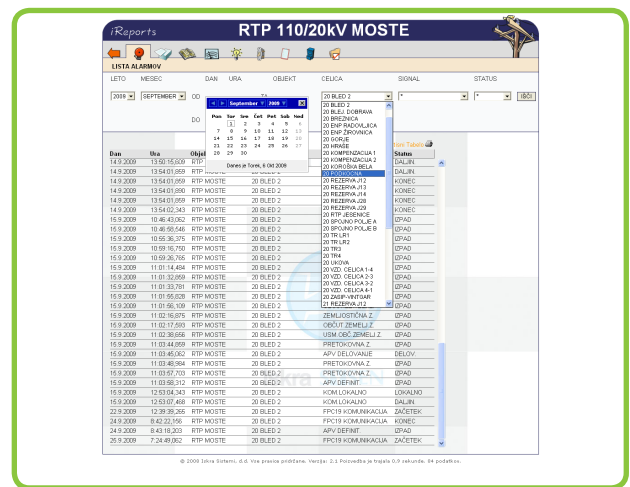 iReports
RTP 110/20kV MOSTE
LISTA ALARMOV
LETO MESEC DAN URA OBJEKT CELICA SIGNAL STATUS
2009 SEPTEMBER OD 20 BLED 2 * * IŠČI
DO
September 2009
Pon Tor Sre Čet Pet Sob Ned
1 2 3 4 5 6
7 8 9 10 11 12 13
14 15 16 17 18 19 20
21 22 23 24 25 26 27
28 29 30
Danes je Torek, 6 Okt 2009
20 BLED 2
20 BLEJ. DOBRAVA
20 BREZNICA
20 ENP RADOVLJICA
20 ENP ŽIROVNICA
20 GORJE
20 HRAŠE
20 KOMPENZACIJA 1
20 KOMPENZACIJA 2
20 KOROŠKA BELA
20 PODKOČNA
20 REZERVA J12
20 REZERVA J13
20 REZERVA J14
20 REZERVA J28
20 REZERVA J29
20 RTP JESENICE
20 SPOJNO POLJE A
20 SPOJNO POLJE B
20 TR LR1
20 TR LR2
20 TR3
20 TR4
20 UKOVA
20 VZD. CELICA 1-4
20 VZD. CELICA 2-3
20 VZD. CELICA 3-2
20 VZD. CELICA 4-1
20 ZASIP-VINTGAR
21 REZERVA J12
Tabulo
Dan Ura Status
14.9.2009 13:50:15,609 RTP DALJIN.
14.9.2009 13:54:01,859 RTP MOSTE 20 BLED 2 DALJIN.
14.9.2009 13:54:01,859 RTP MOSTE 20 BLED 2 KONEC
14.9.2009 13:54:01,890 RTP MOSTE 20 BLED 2 KONEC
14.9.2009 13:54:01,859 RTP MOSTE 20 BLED 2 KONEC
14.9.2009 13:54:02,343 RTP MOSTE 20 BLED 2 KONEC
15.9.2009 10:46:43,062 RTP MOSTE 20 BLED 2 IZPAD
15.9.2009 10:46:58,546 RTP MOSTE 20 BLED 2 IZPAD
15.9.2009 10:55:36,375 RTP MOSTE 20 BLED 2 IZPAD
15.9.2009 10:59:16,750 RTP MOSTE 20 BLED 2 IZPAD
15.9.2009 10:59:26,765 RTP MOSTE 20 BLED 2 IZPAD
15.9.2009 11:01:14,484 RTP MOSTE 20 BLED 2 IZPAD
15.9.2009 11:01:32,859 RTP MOSTE 20 BLED 2 IZPAD
15.9.2009 11:01:33,781 RTP MOSTE 20 BLED 2 IZPAD
15.9.2009 11:01:55,828 RTP MOSTE 20 BLED 2 IZPAD
15.9.2009 11:01:56,109 RTP MOSTE 20 BLED 2 IZPAD
15.9.2009 11:02:16,875 RTP MOSTE 20 BLED 2 ZEMLJOSTIČNA Z. IZPAD
15.9.2009 11:02:17,593 RTP MOSTE 20 BLED 2 OBČUT.ZEMELJ.Z. IZPAD
15.9.2009 11:02:38,656 RTP MOSTE 20 BLED 2 USM.OBČ.ZEMELJ.Z. IZPAD
15.9.2009 11:03:44,859 RTP MOSTE 20 BLED 2 PRETOKOVNA Z. IZPAD
15.9.2009 11:03:45,062 RTP MOSTE 20 BLED 2 APV DELOVANJE DELOV.
15.9.2009 11:03:48,984 RTP MOSTE 20 BLED 2 PRETOKOVNA Z. IZPAD
15.9.2009 11:03:57,703 RTP MOSTE 20 BLED 2 PRETOKOVNA Z. IZPAD
15.9.2009 11:03:58,312 RTP MOSTE 20 BLED 2 APV DEFINIT. IZPAD
15.9.2009 12:53:04,343 RTP MOSTE 20 BLED 2 KOM.LOKALNO LOKALNO
15.9.2009 12:53:07,468 RTP MOSTE 20 BLED 2 KOM.LOKALNO DALJIN.
22.9.2009 12:39:39,265 RTP MOSTE 20 BLED 2 FPC19 KOMUNIKACIJA ZAČETEK
24.9.2009 8:42:22,156 RTP MOSTE 20 BLED 2 FPC19 KOMUNIKACIJA KONEC
24.9.2009 8:43:18,203 RTP MOSTE 20 BLED 2 APV DEFINIT. IZPAD
25.9.2009 7:24:49,062 RTP MOSTE 20 BLED 2 FPC19 KOMUNIKACIJA ZAČETEK
© 2008 Iskra Sistemi, d.d. Vse pravice pridržane. Verzija: 2.1 Poizvedba je trajala 0,9 sekunde. 64 podatkov.